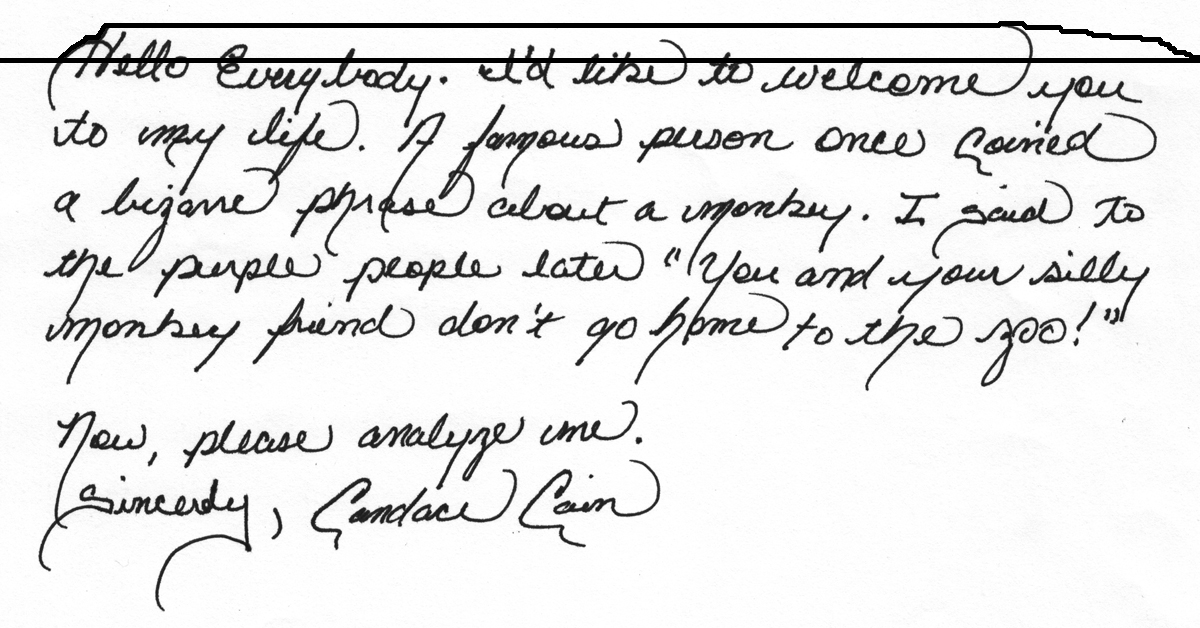 Hello Everybody. I'd like to welcome you
to my life. A famous person once coined
a bizarre phrase about a monkey. I said to
the purple people later "You and your silly
monkey friend don't go home to the zoo!"
Now, please analyze me.
Sincerely, Candace Cain